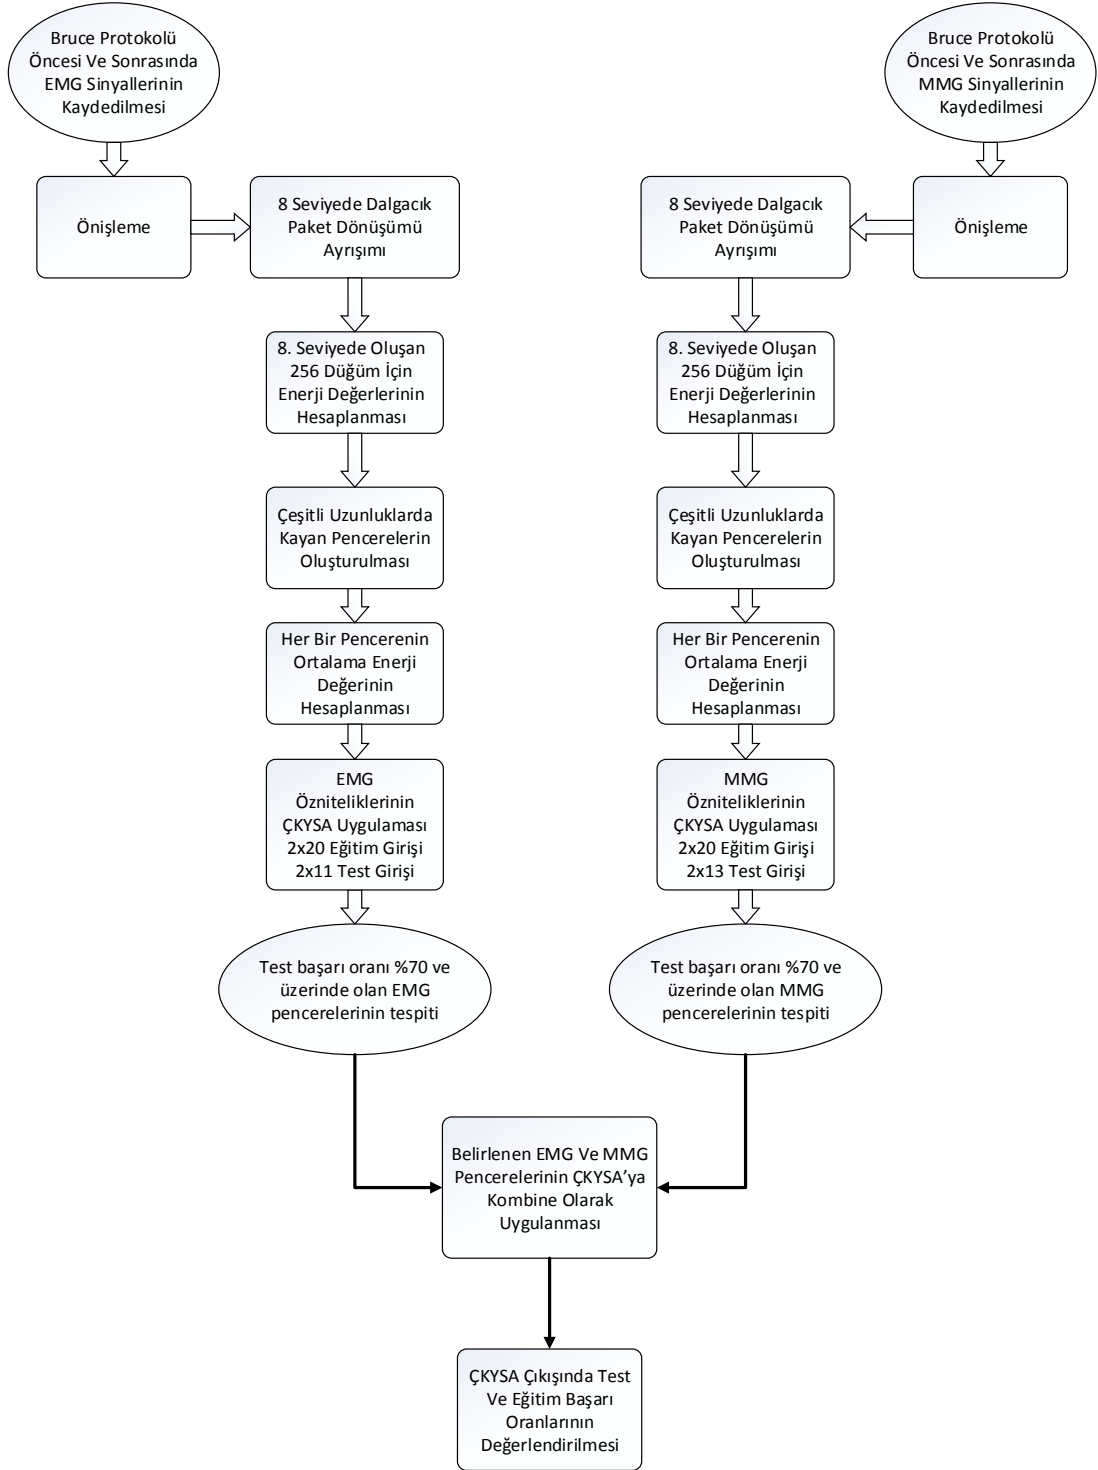 Bruce Protokolü
Öncesi Ve Sonrasında
EMG Sinyallerinin
Kaydedilmesi
Önişleme
8 Seviyede Dalgacık
Paket Dönüşümü
Ayrışımı
8. Seviyede Oluşan
256 Düğüm İçin
Enerji Değerlerinin
Hesaplanması
Çeşitli Uzunluklarda
Kayan Pencerelerin
Oluşturulması
Her Bir Pencerenin
Ortalama Enerji
Değerinin
Hesaplanması
EMG
Özniteliklerinin
ÇKYSA Uygulaması
2x20 Eğitim Girişi
2x11 Test Girişi
Test başarı oranı %70 ve
üzerinde olan EMG
pencerelerinin tespiti
Bruce Protokolü
Öncesi Ve Sonrasında
MMG Sinyallerinin
Kaydedilmesi
Önişleme
8 Seviyede Dalgacık
Paket Dönüşümü
Ayrışımı
8. Seviyede Oluşan
256 Düğüm İçin
Enerji Değerlerinin
Hesaplanması
Çeşitli Uzunluklarda
Kayan Pencerelerin
Oluşturulması
Her Bir Pencerenin
Ortalama Enerji
Değerinin
Hesaplanması
MMG
Özniteliklerinin
ÇKYSA Uygulaması
2x20 Eğitim Girişi
2x13 Test Girişi
Test başarı oranı %70 ve
üzerinde olan MMG
pencerelerinin tespiti
Belirlenen EMG Ve MMG
Pencerelerinin ÇKYSA’ya
Kombine Olarak
Uygulanması
ÇKYSA Çıkışında Test
Ve Eğitim Başarı
Oranlarının
Değerlendirilmesi